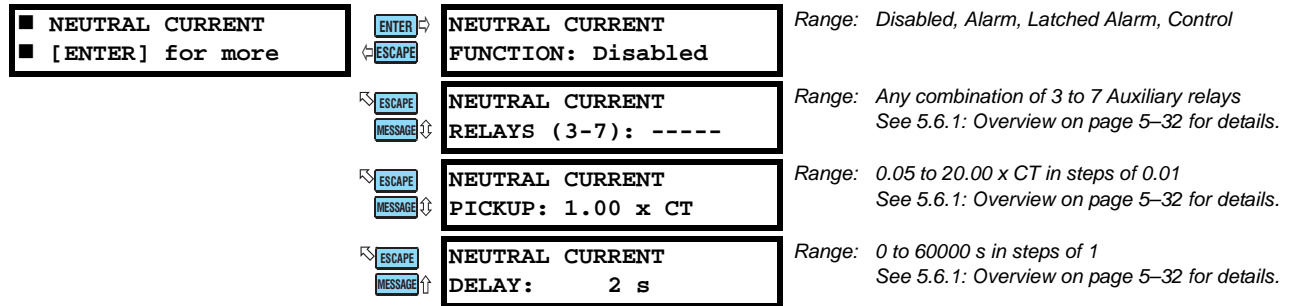 ■ NEUTRAL CURRENT
■ [ENTER] for more
ENTER
ESCAPE
NEUTRAL CURRENT
FUNCTION: Disabled
Range: Disabled, Alarm, Latched Alarm, Control
ESCAPE
MESSAGE
NEUTRAL CURRENT
RELAYS (3-7): -----
Range: Any combination of 3 to 7 Auxiliary relays
See 5.6.1: Overview on page 5–32 for details.
ESCAPE
MESSAGE
NEUTRAL CURRENT
PICKUP: 1.00 x CT
Range: 0.05 to 20.00 x CT in steps of 0.01
See 5.6.1: Overview on page 5–32 for details.
ESCAPE
MESSAGE
NEUTRAL CURRENT
DELAY: 2 s
Range: 0 to 60000 s in steps of 1
See 5.6.1: Overview on page 5–32 for details.